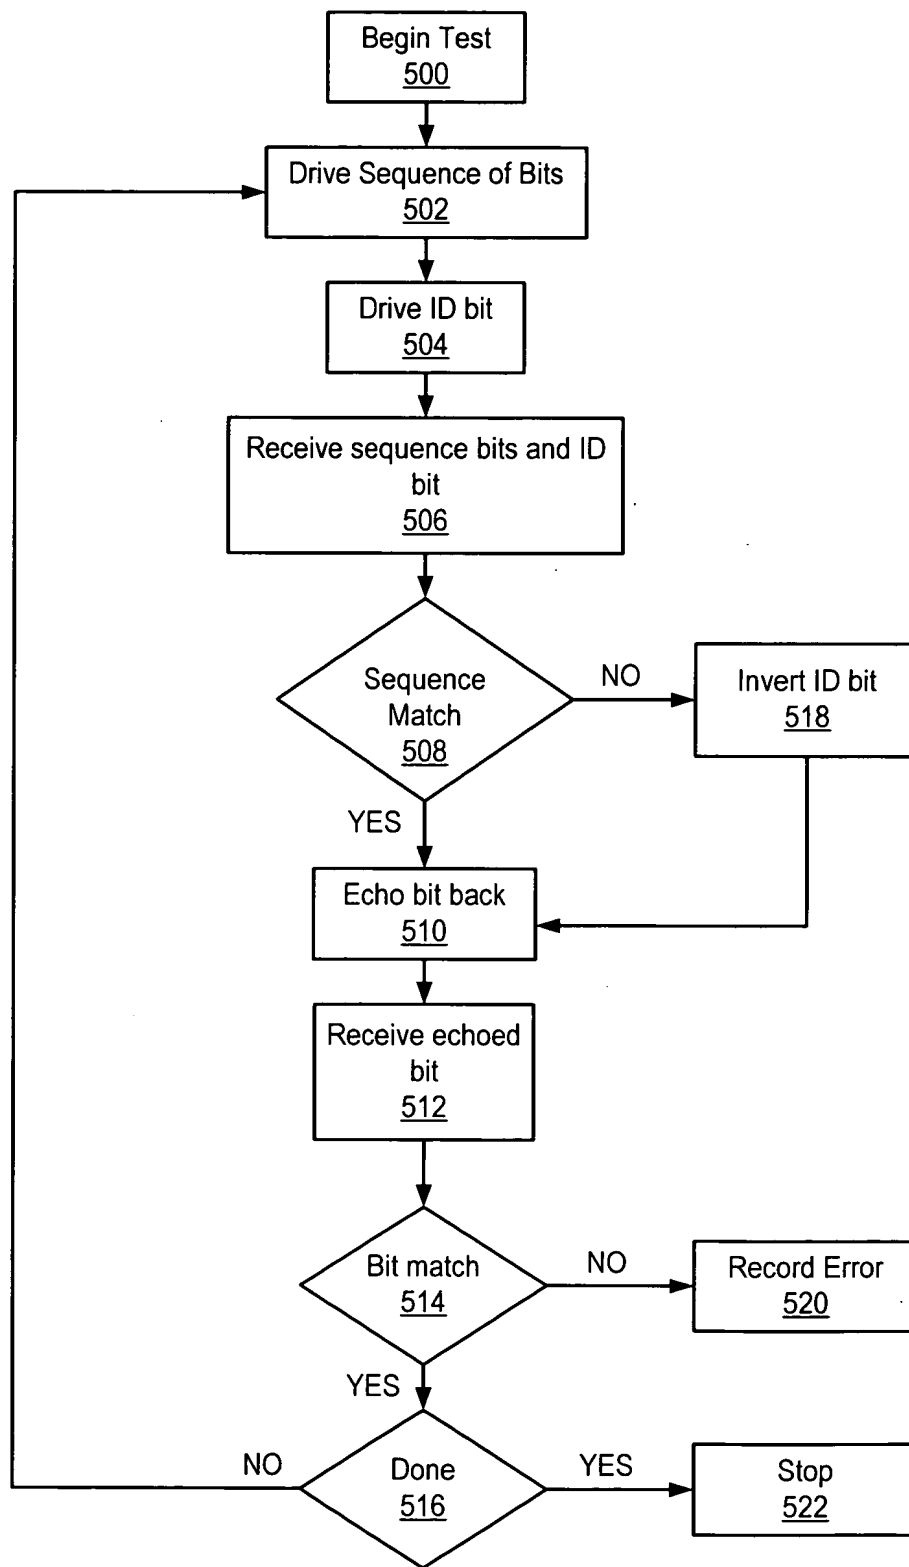 Begin Test
500
Drive Sequence of Bits
502
Drive ID bit
504
Receive sequence bits and ID
bit
506
Sequence
Match
508
NO
Invert ID bit
518
YES
Echo bit back
510
Receive echoed
bit
512
Bit match
514
NO
Record Error
520
YES
Done
516
NO
YES
Stop
522